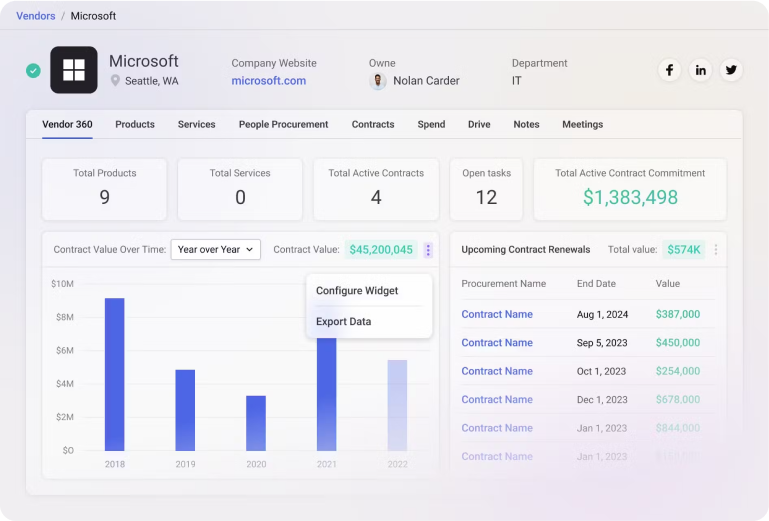 Vendors / Microsoft
Microsoft
Seattle, WA
Company Website
microsoft.com
Owne
Nolan Carder
Department
IT
Vendor 360 Products Services People Procurement Contracts Spend Drive Notes Meetings
Total Products
9
Total Services
0
Total Active Contracts
4
Open tasks
12
Total Active Contract Commitment
$1,383,498
Contract Value Over Time: Year over Year Contract Value: $45,200,045
Configure Widget
Export Data
$10M
$8M
$6M
$4M
$2M
$0
2018 2019 2020 2021 2022
Upcoming Contract Renewals Total value: $574K
Procurement Name End Date Value
Contract Name Aug 1, 2024 $387,000
Contract Name Sep 5, 2023 $450,000
Contract Name Oct 1, 2023 $254,000
Contract Name Dec 1, 2023 $678,000
Contract Name Jan 1, 2023 $844,000
Contract Name Jan 1, 2023